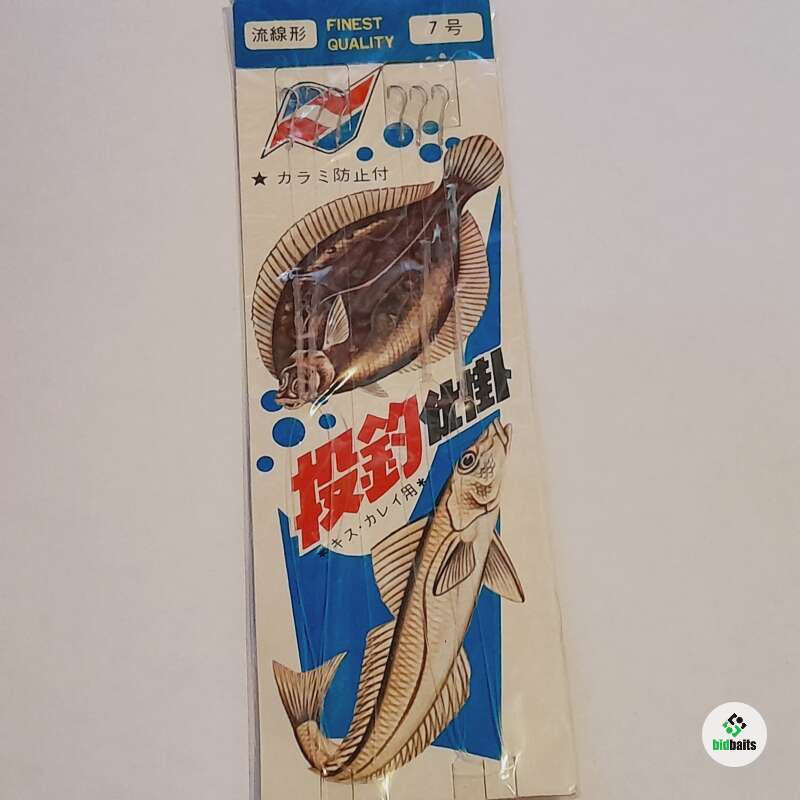 流線形
FINEST
QUALITY
7号
★ カラミ防止付
投釣仕掛
*キス・カレイ用*
bidbaits